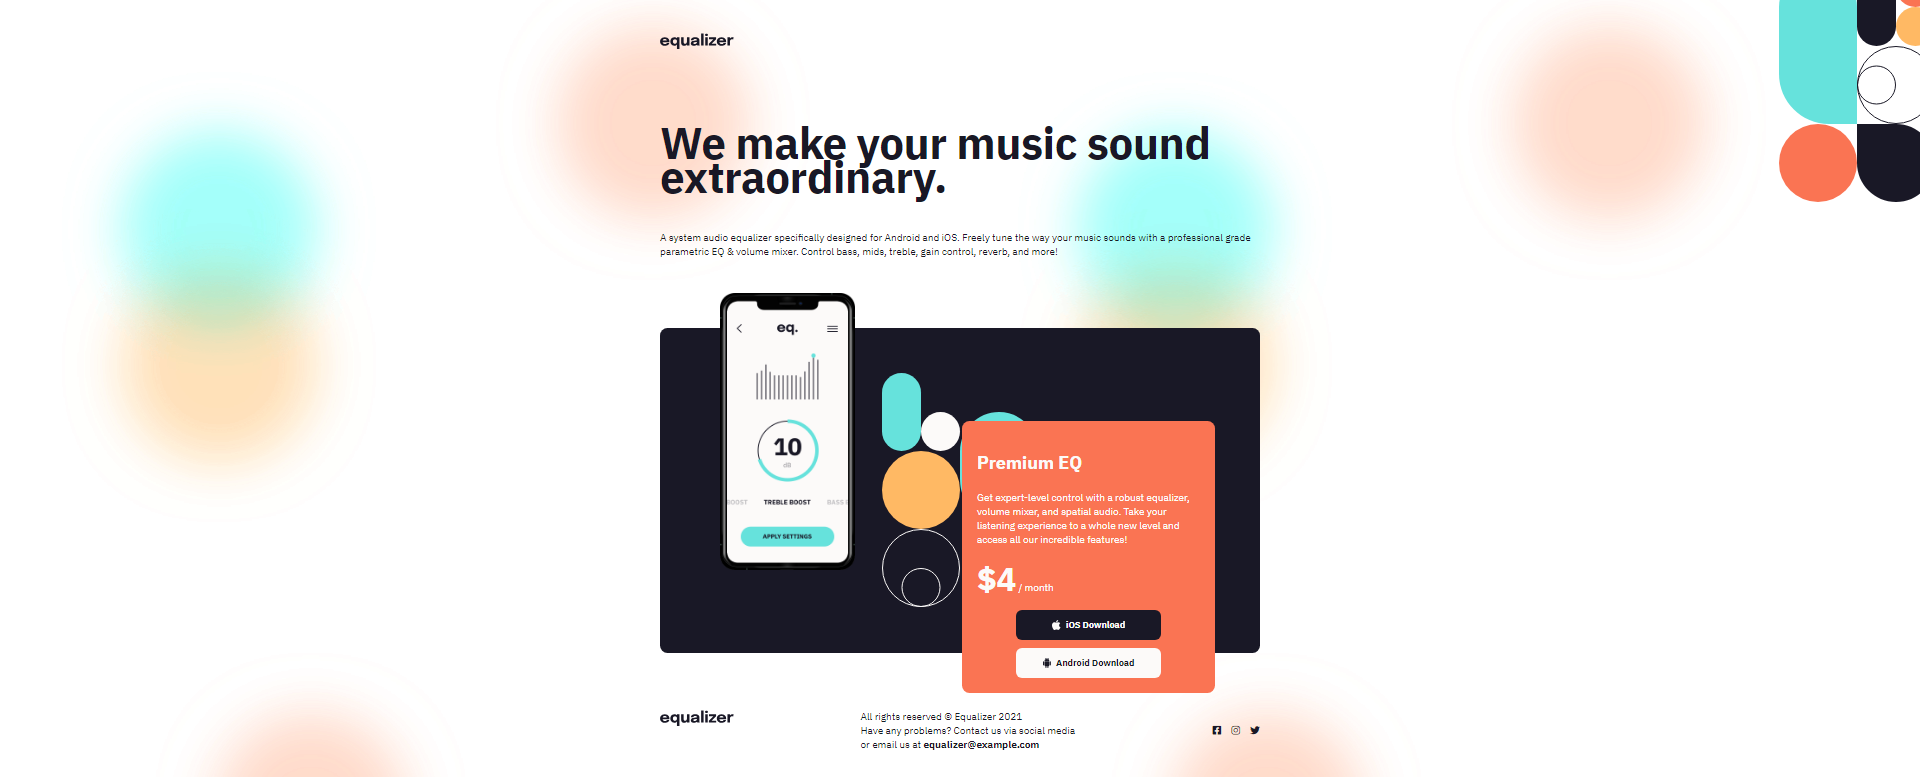 equalizer
We make your music sound
extraordinary.
A system audio equalizer specifically designed for Android and iOS. Freely tune the way your music sounds with a professional grade
parametric EQ & volume mixer. Control bass, mids, treble, gain control, reverb, and more!
eq.
10
dB
BOOST TREBLE BOOST BASS
APPLY SETTINGS
Premium EQ
Get expert-level control with a robust equalizer,
volume mixer, and spatial audio. Take your
listening experience to a whole new level and
access all our incredible features!
$4 / month
iOS Download
Android Download
equalizer
All rights reserved © Equalizer 2021
Have any problems? Contact us via social media
or email us at equalizer@example.com